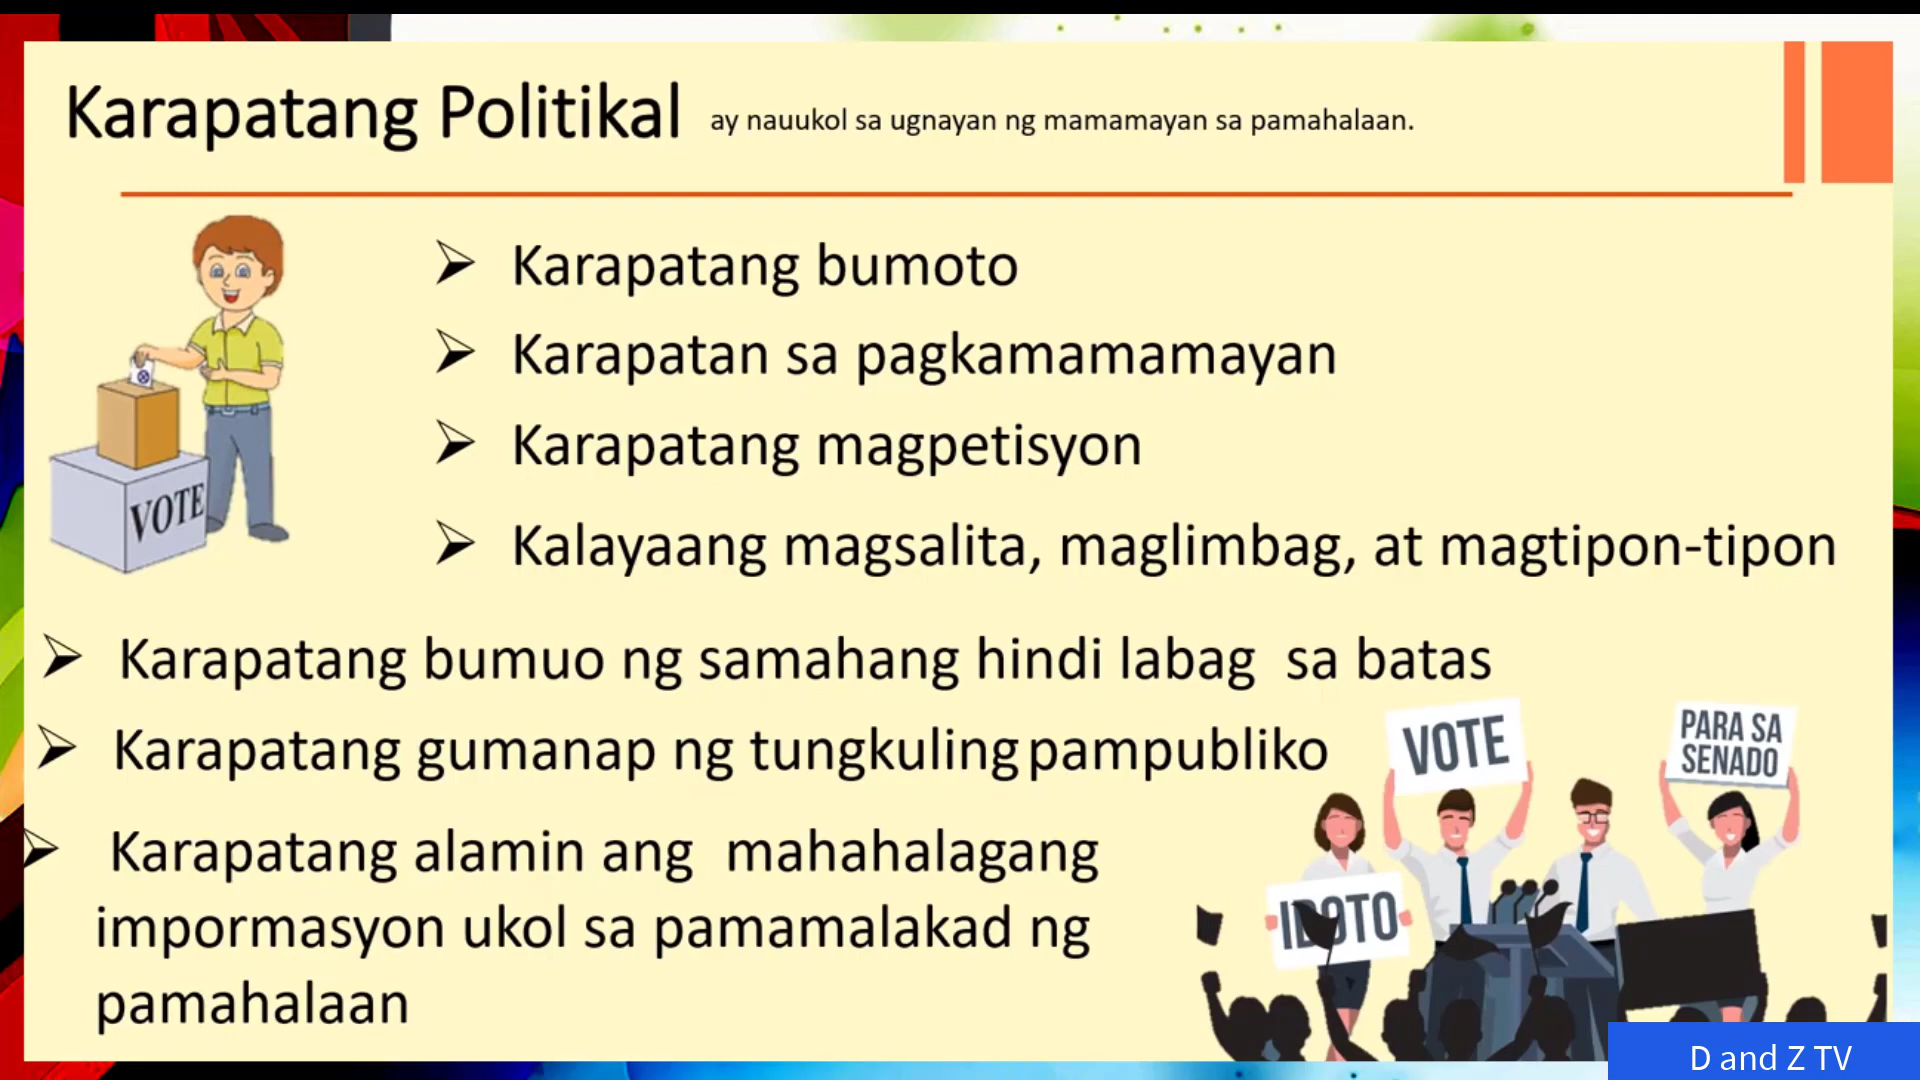 Karapatang Politikal ay nauukol sa ugnayan ng mamamayan sa pamahalaan.
➢ Karapatang bumoto
➢ Karapatan sa pagkamamamayan
➢ Karapatang magpetisyon
➢ Kalayaang magsalita, maglimbag, at magtipon-tipon
VOTE
➢ Karapatang bumuo ng samahang hindi labag sa batas
➢ Karapatang gumanap ng tungkuling pampubliko
➢ Karapatang alamin ang mahahalagang
impormasyon ukol sa pamamalakad ng
pamahalaan
VOTE
PARA SA
SENADO
IBOTO
D and Z TV